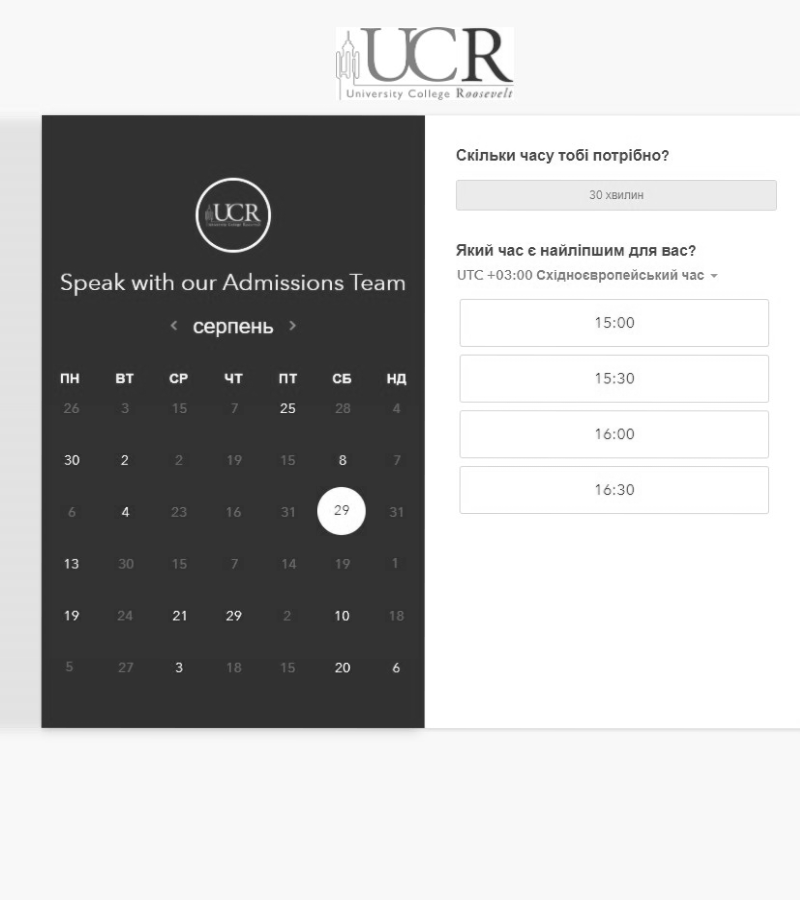 UCR
University College Roosevelt
UCR
Speak with our Admissions Team
серпень
ПН ВТ СР ЧТ ПТ СБ НД
26 3 15 7 25 28 4
30 2 2 19 15 8 7
6 4 23 16 31 29 31
13 30 15 7 14 19 1
19 24 21 29 2 10 18
5 27 3 18 15 20 6
Скільки часу тобі потрібно?
30 хвилин
Який час є найліпшим для вас?
UTC +03:00 Східноєвропейський час
15:00
15:30
16:00
16:30